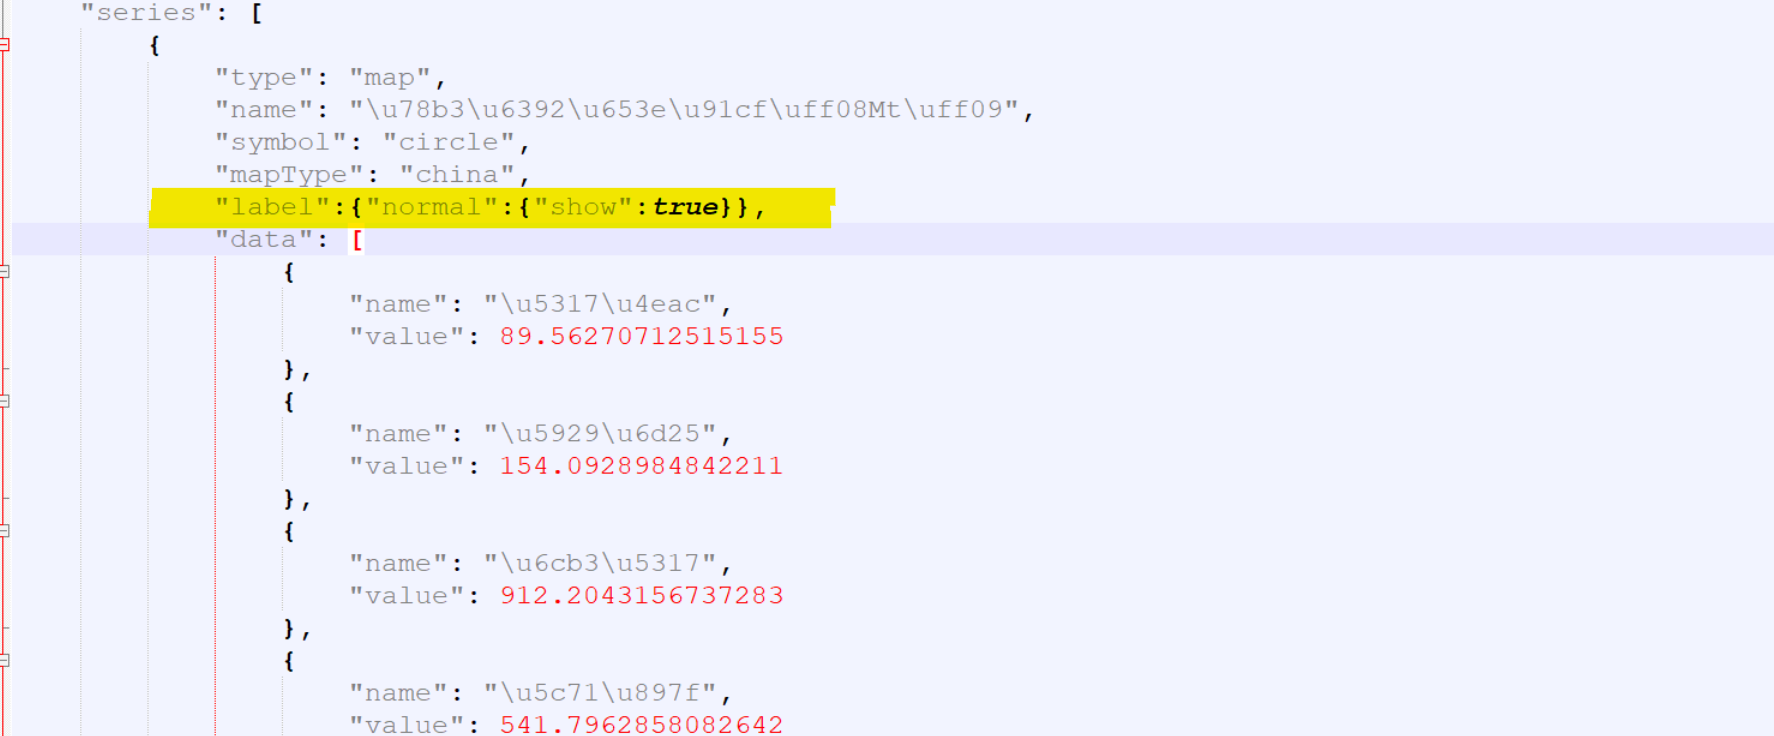 "series": [
{
"type": "map",
"name": "\u78b3\u6392\u653e\u91cf\uff08Mt\uff09",
"symbol": "circle",
"mapType": "china",
"label":{"normal":{"show":true}},
"data": [
{
"name": "\u5317\u4eac",
"value": 89.56270712515155
},
{
"name": "\u5929\u6d25",
"value": 154.0928984842211
},
{
"name": "\u6cb3\u5317",
"value": 912.2043156737283
},
{
"name": "\u5c71\u897f",
"value": 541.7962858082642